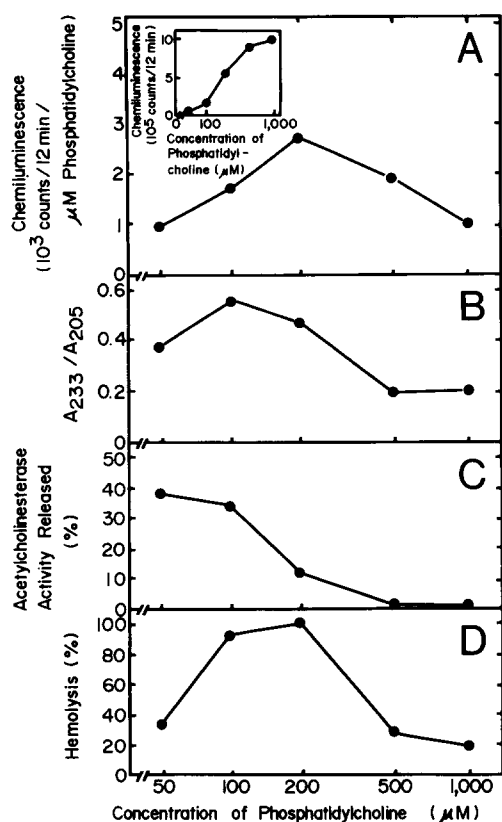 Chemiluminescence
(10³ counts/12 min /
μM Phosphatidylcholine)
5
4
3
2
1
0
A
Chemiluminescence
(10⁵ counts/12 min)
10
5
0
0 100 1,000
Concentration of
Phosphatidyl-
choline (μM)
A233/A205
0.6
0.4
0.2
0
B
Acetylcholinesterase
Activity Released
(%)
50
40
30
20
10
0
C
Hemolysis (%)
100
80
60
40
20
0
D
50 100 200 500 1,000
Concentration of Phosphatidylcholine (μM)